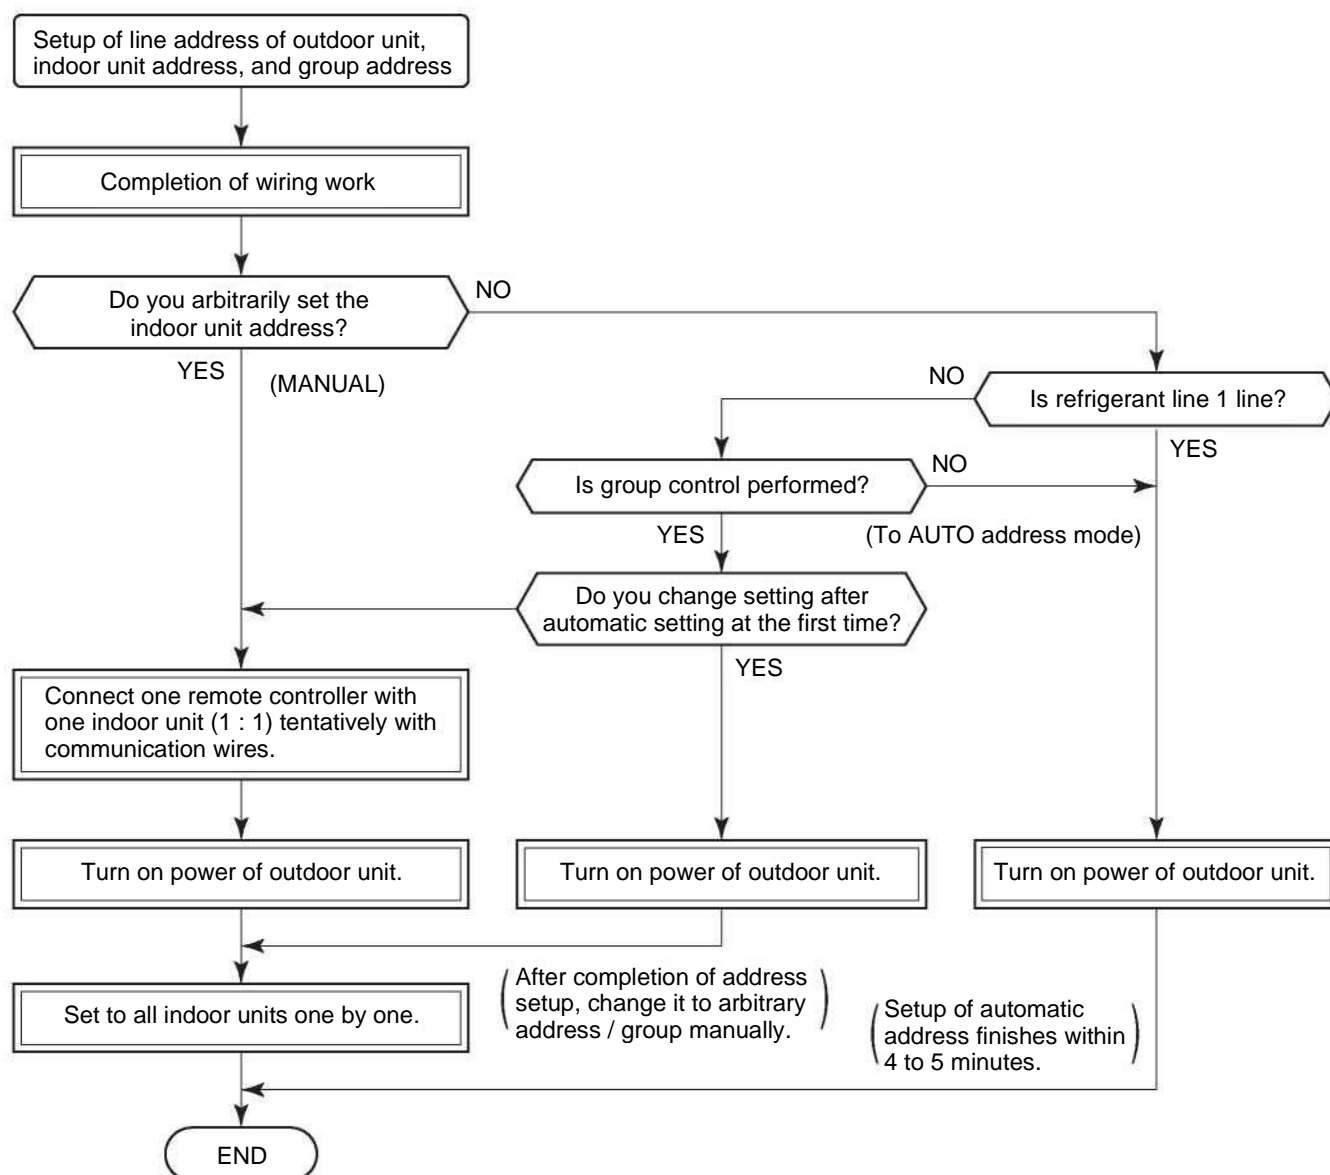 Setup of line address of outdoor unit,
indoor unit address, and group address
Completion of wiring work
Do you arbitrarily set the
indoor unit address?
NO
YES
(MANUAL)
NO
Is refrigerant line 1 line?
YES
Is group control performed?
NO
YES
(To AUTO address mode)
Do you change setting after
automatic setting at the first time?
YES
Connect one remote controller with
one indoor unit (1 : 1) tentatively with
communication wires.
Turn on power of outdoor unit.
Turn on power of outdoor unit.
Turn on power of outdoor unit.
(After completion of address
setup, change it to arbitrary
address / group manually.)
Set to all indoor units one by one.
(Setup of automatic
address finishes within
4 to 5 minutes.)
END